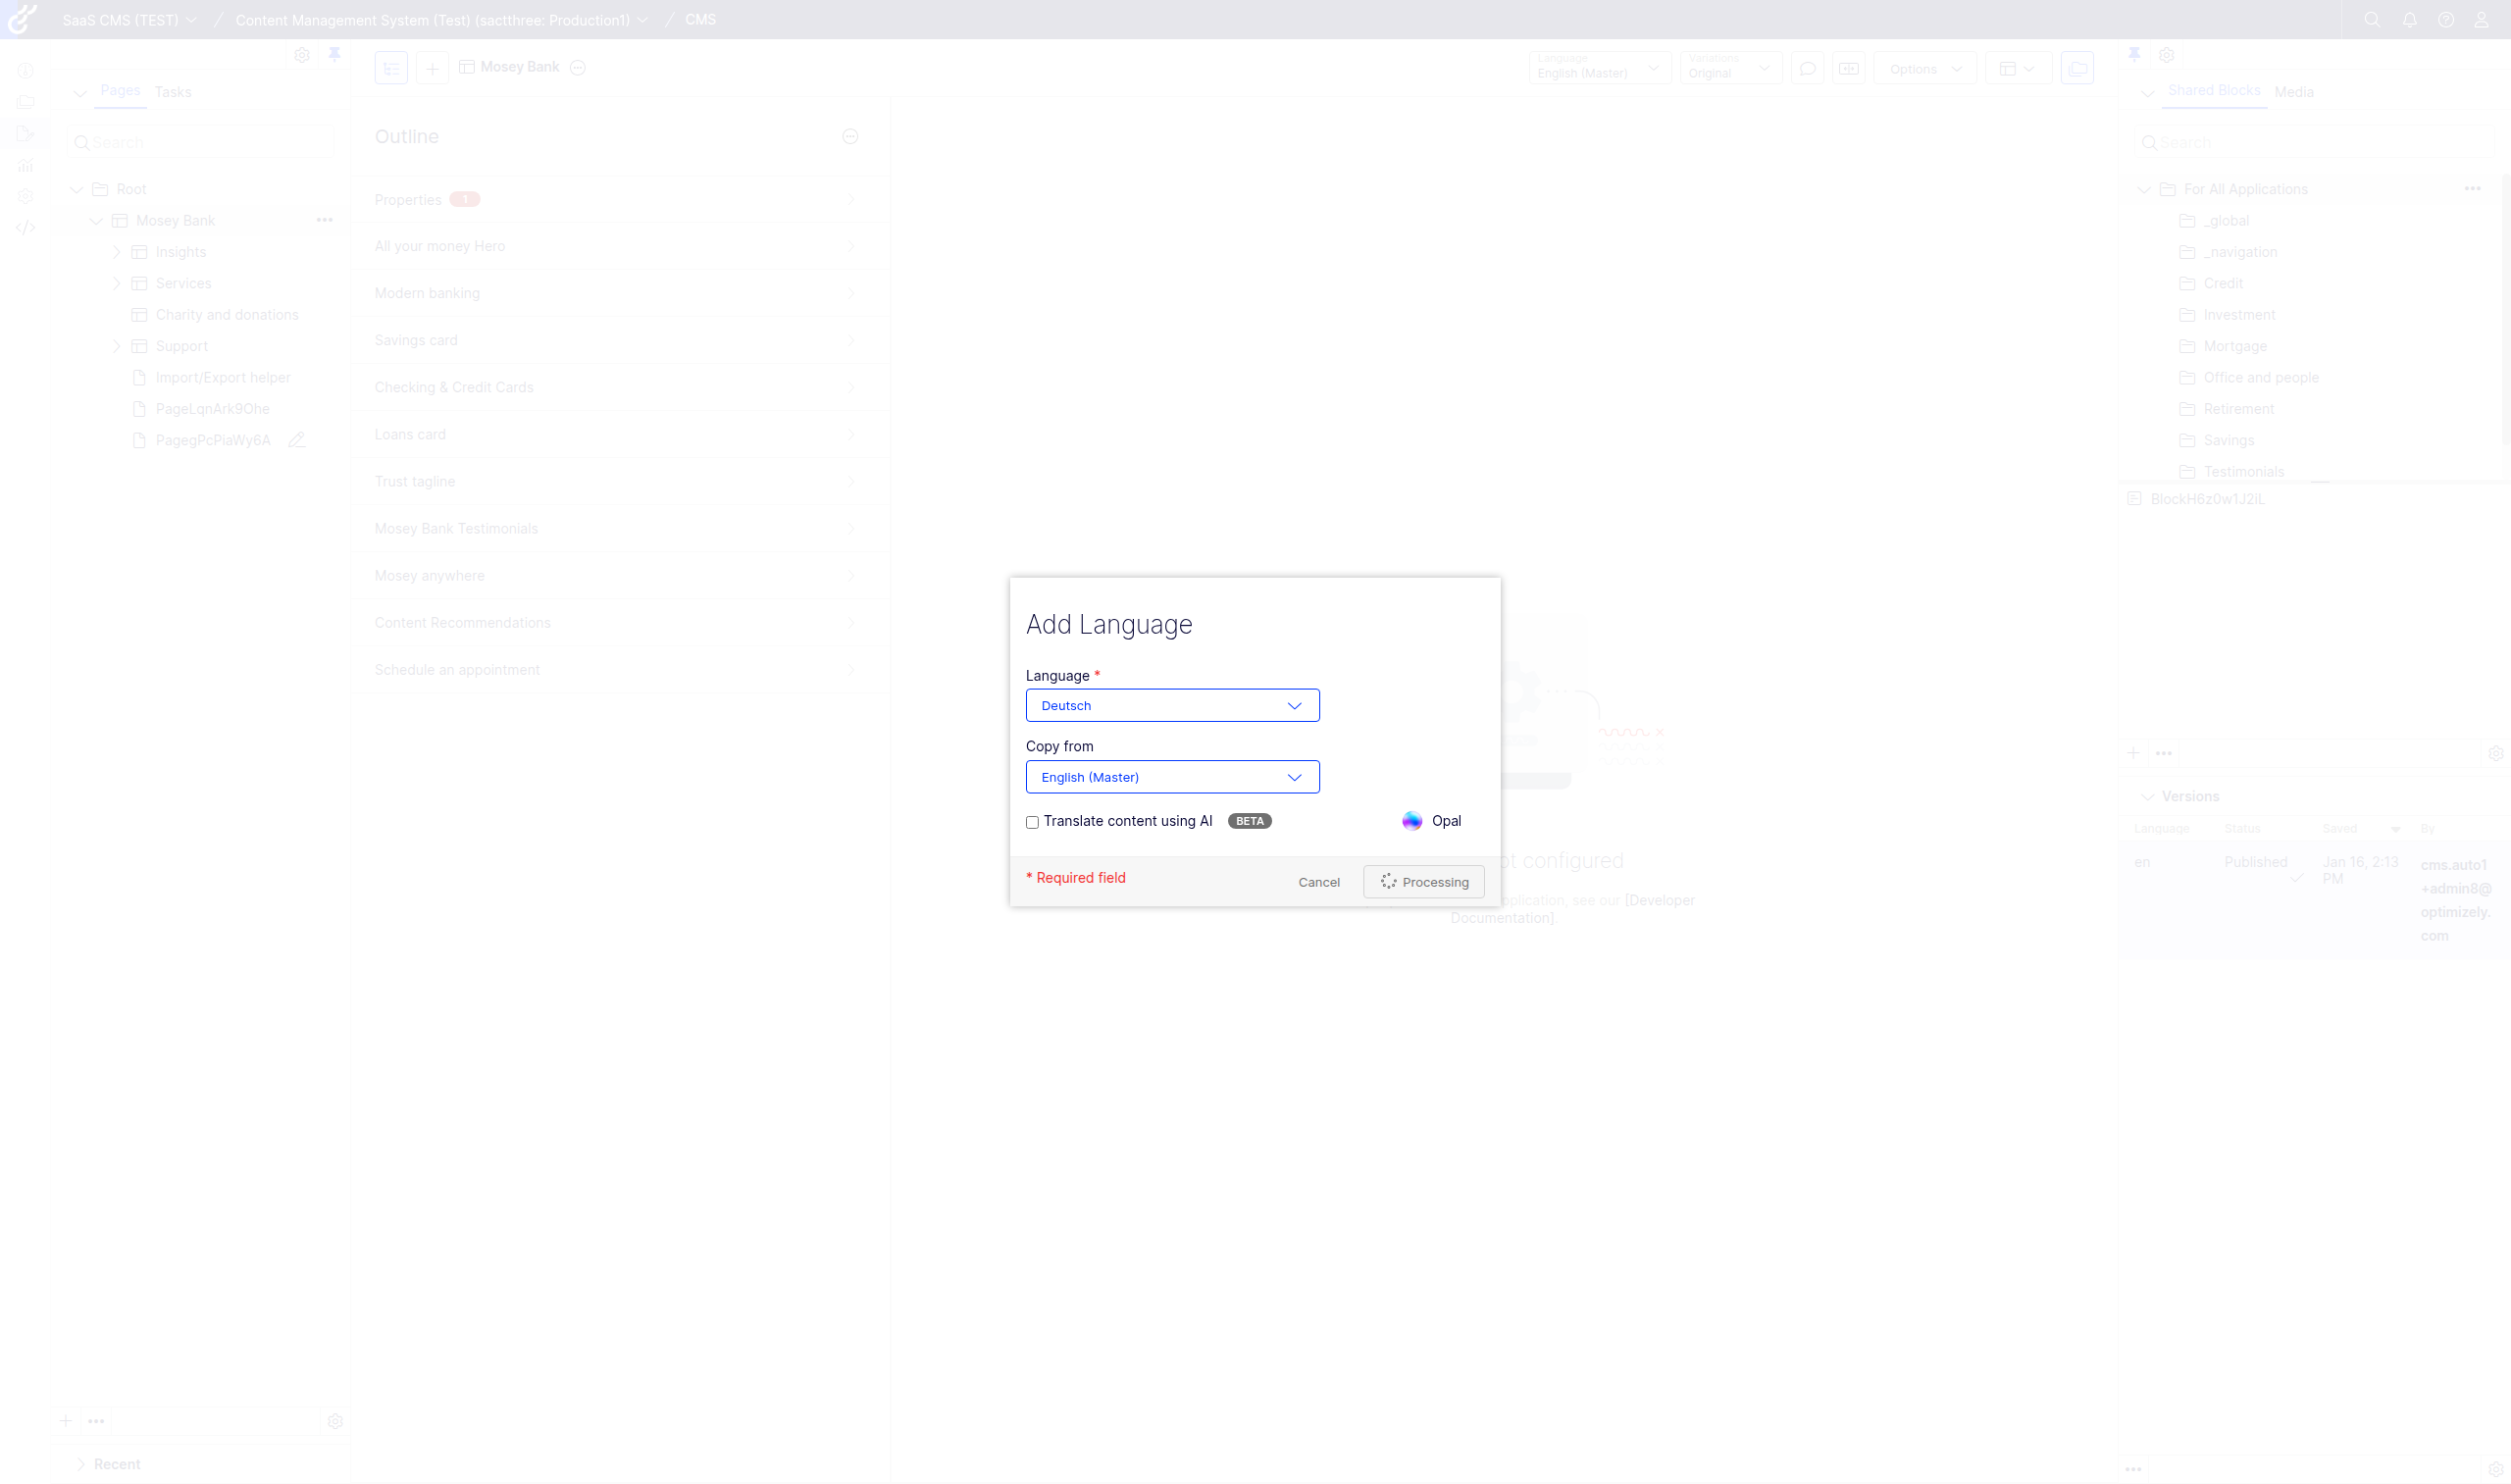 SaaS CMS (TEST) / Content Management System (Test) (sactthree: Production1) / CMS
Pages Tasks
Search
Root
Mosey Bank
Insights
Services
Charity and donations
Support
Import/Export helper
PageLqnArk9Ohe
PagegPcPiaWy6A
Recent
Mosey Bank
Language
English (Master)
Variations
Original
Options
Outline
Properties 1
All your money Hero
Modern banking
Savings card
Checking & Credit Cards
Loans card
Trust tagline
Mosey Bank Testimonials
Mosey anywhere
Content Recommendations
Schedule an appointment
Add Language
Language *
Deutsch
Copy from
English (Master)
Translate content using AI BETA Opal
* Required field
Cancel
Processing
configured
see our [Developer
Documentation].
Shared Blocks Media
Search
For All Applications
_global
_navigation
Credit
Investment
Mortgage
Office and people
Retirement
Savings
Testimonials
BlockH6z0w1J2iL
Versions
Language Status Saved By
en Published Jan 16, 2:13 PM cms.auto1
+admin8@
optimizely.
com